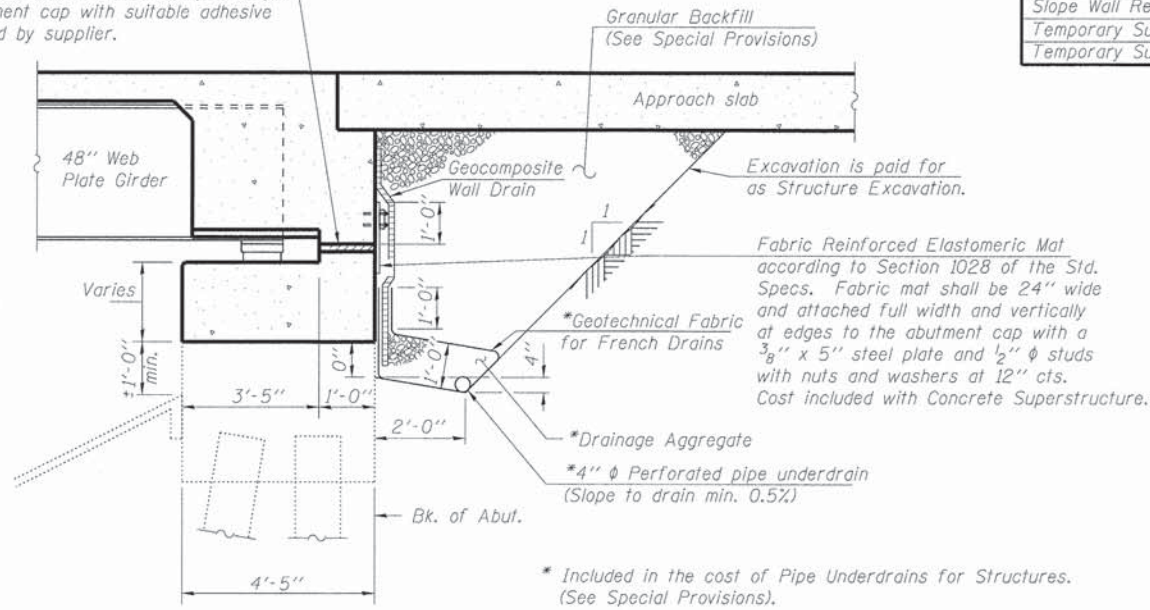 ment cap with suitable adhesive
d by supplier.
Granular Backfill
(See Special Provisions)
Slope Wall Re
Temporary Su
Temporary Su
Approach slab
48" Web
Plate Girder
Geocomposite
Wall Drain
1'-0"
Excavation is paid for
as Structure Excavation.
1
1
Fabric Reinforced Elastomeric Mat
according to Section 1028 of the Std.
Specs. Fabric mat shall be 24" wide
and attached full width and vertically
at edges to the abutment cap with a
3/8" x 5" steel plate and 1/2" ϕ studs
with nuts and washers at 12" cts.
Cost included with Concrete Superstructure.
Varies
1'-0"
*Geotechnical Fabric
for French Drains
±1'-0"
min.
0"
1'-0"
2
4"
3'-5"
1'-0"
2'-0"
*Drainage Aggregate
*4" ϕ Perforated pipe underdrain
(Slope to drain min. 0.5%)
Bk. of Abut.
4'-5"
* Included in the cost of Pipe Underdrains for Structures.
(See Special Provisions).